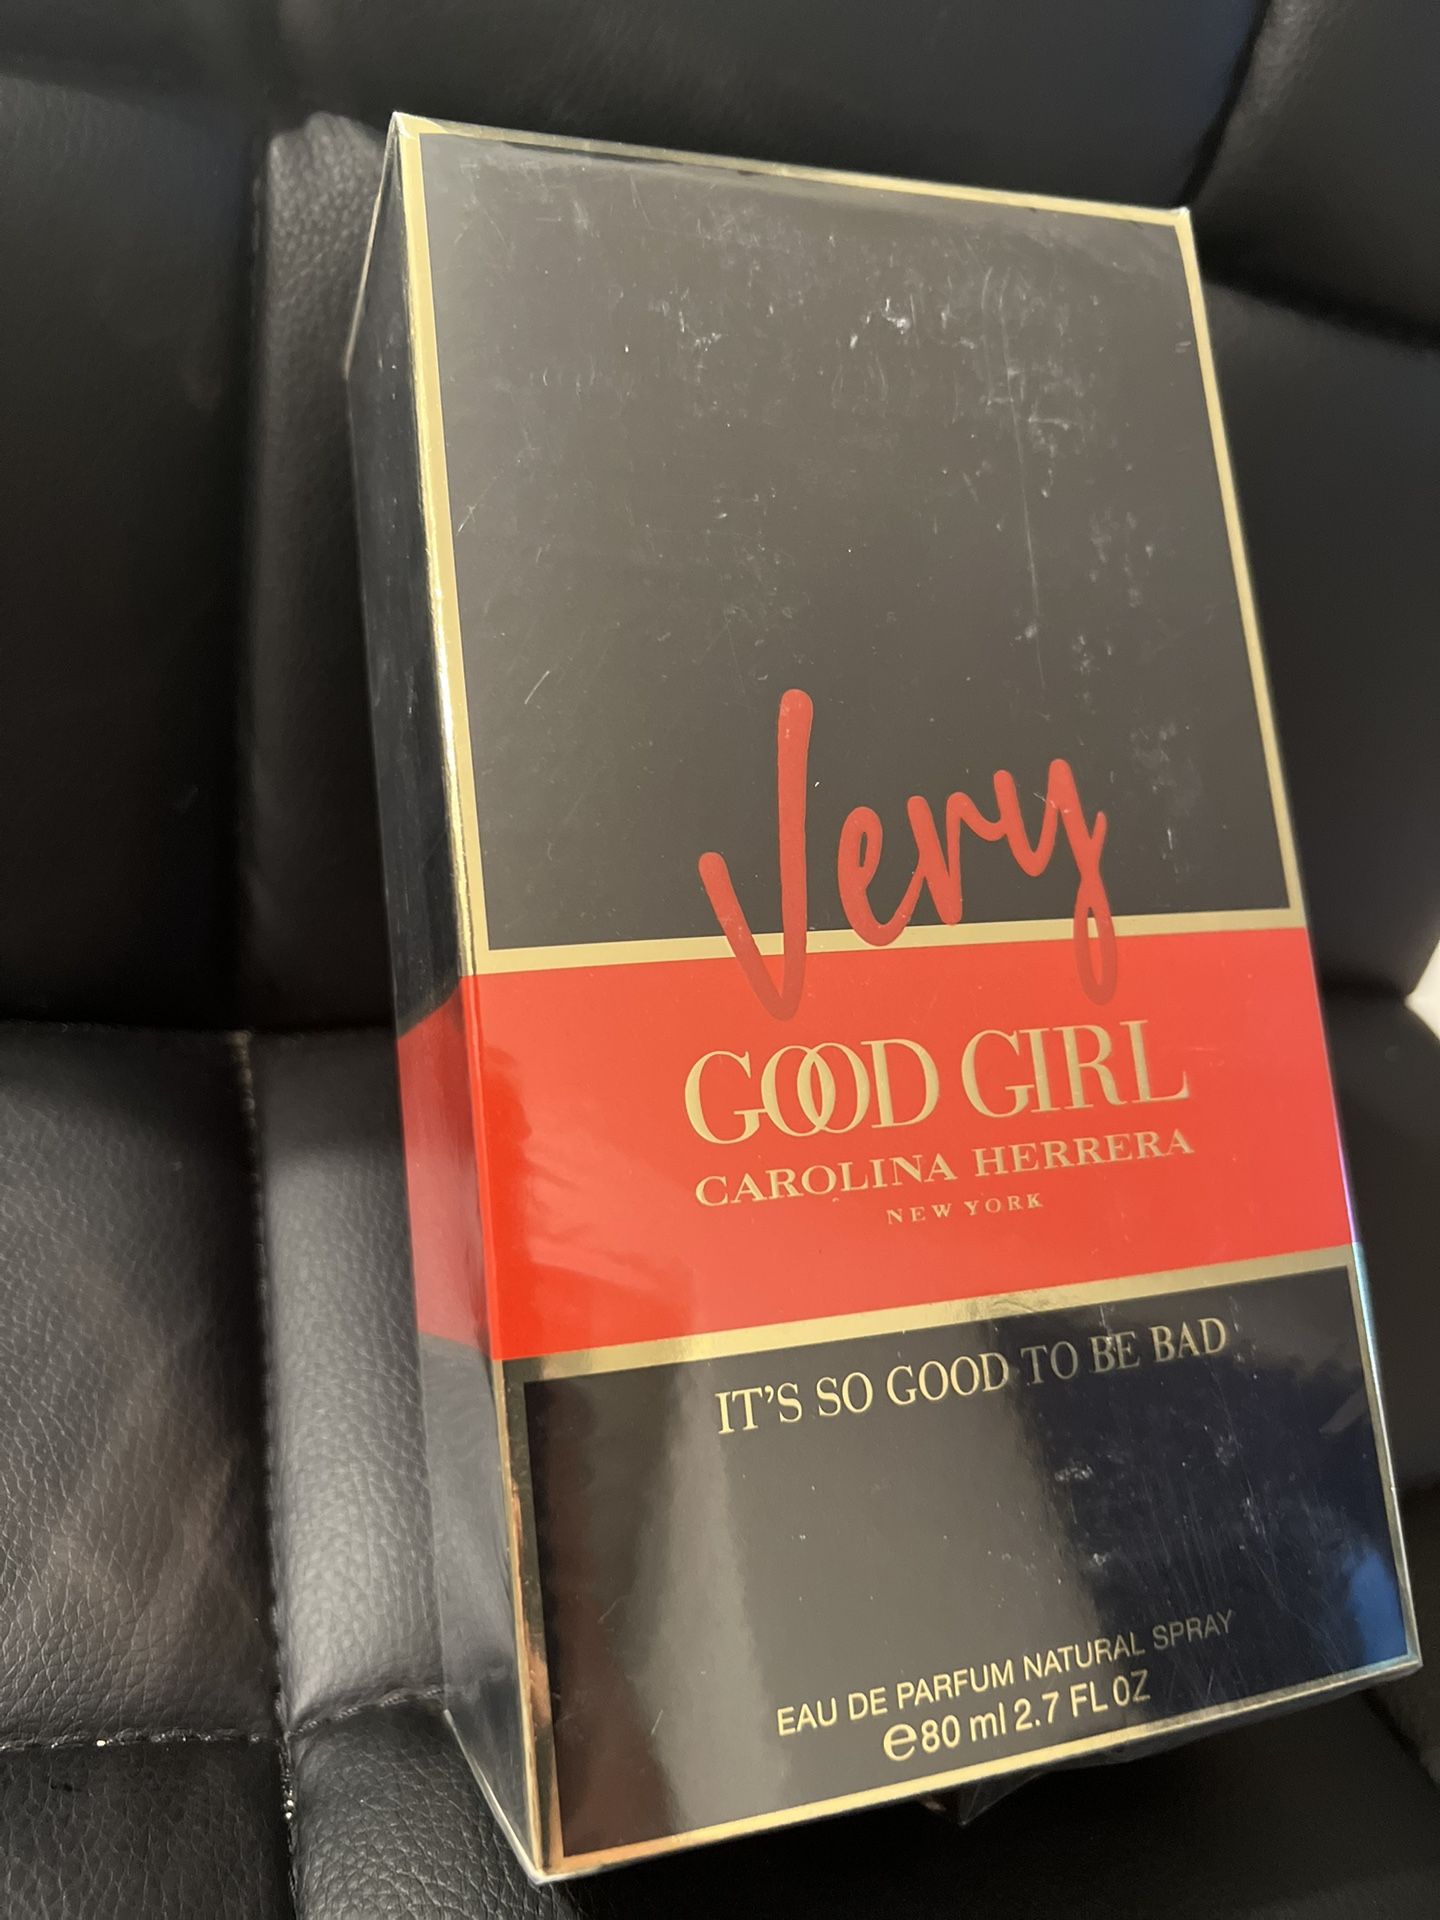 Very
GOOD GIRL
CAROLINA HERRERA
NEW YORK
IT'S SO GOOD TO BE BAD
EAU DE PARFUM NATURAL SPRAY
℮80 ml 2.7 FL OZ